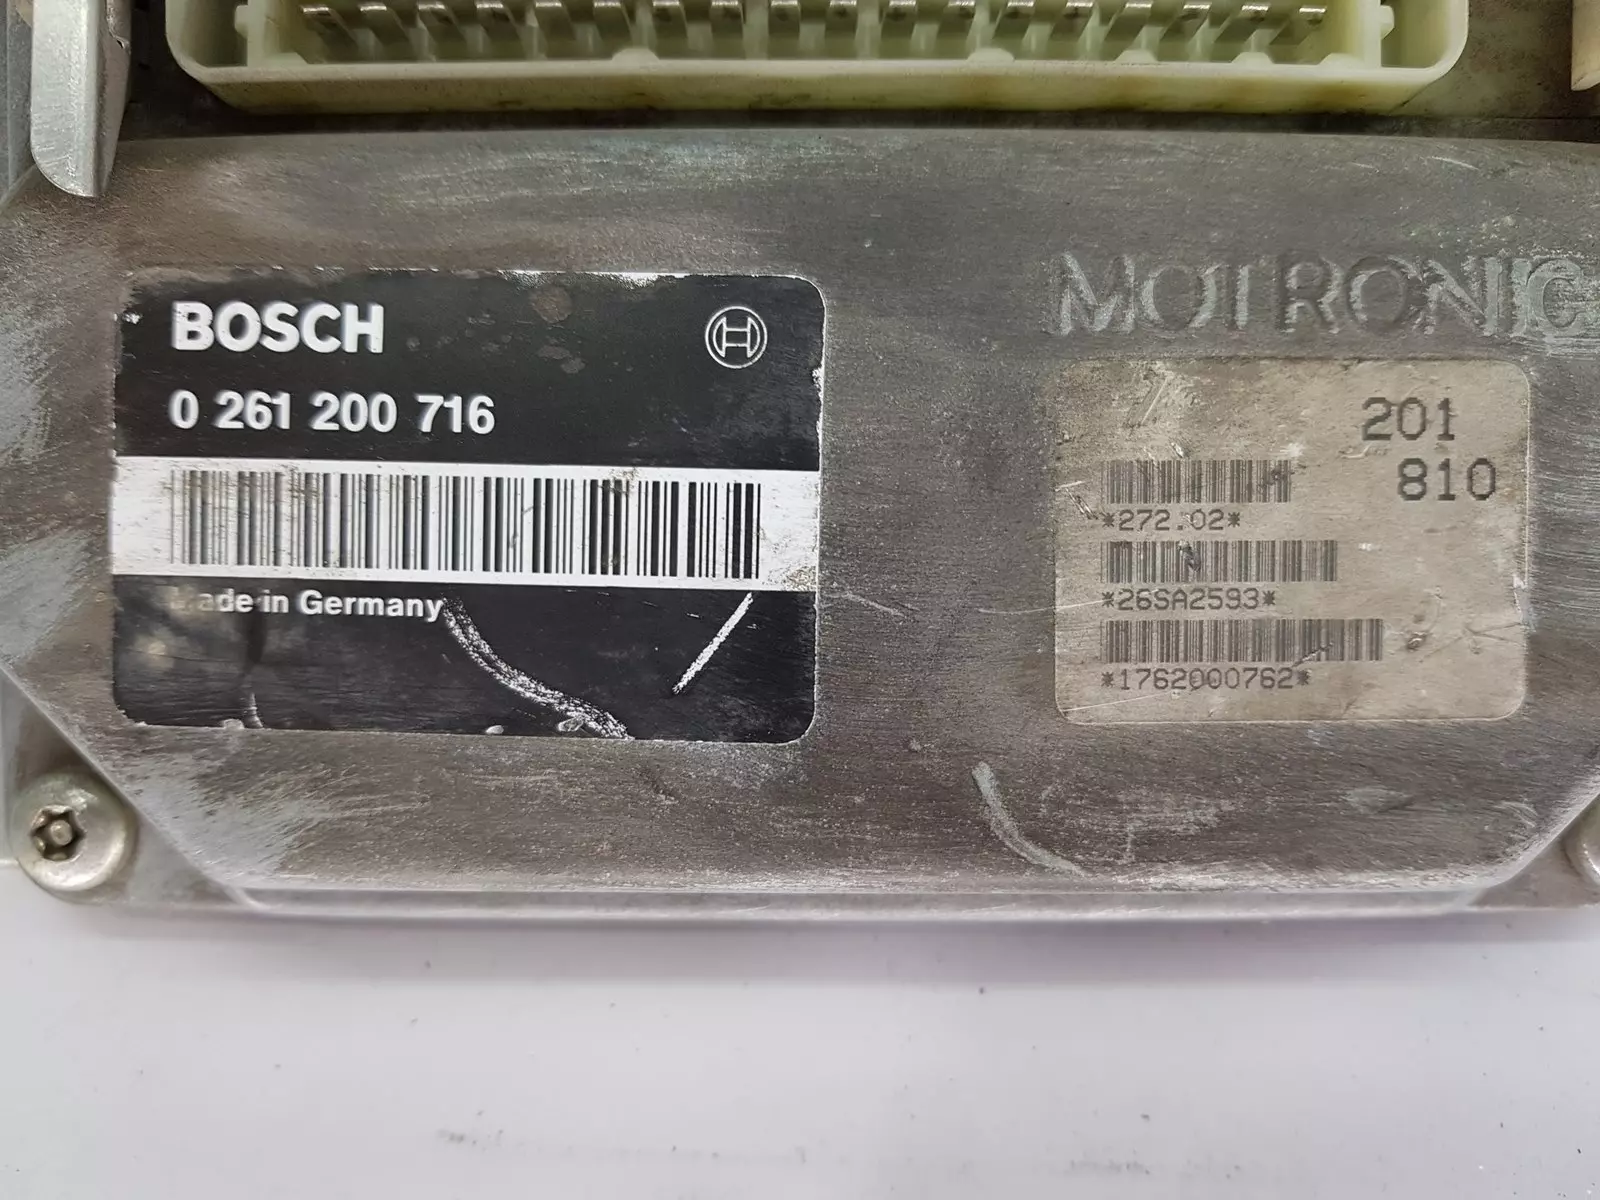 MOTRONIC
BOSCH
0 261 200 716
Made in Germany
201
810
*272.02*
*26SA2593*
*1762000762*